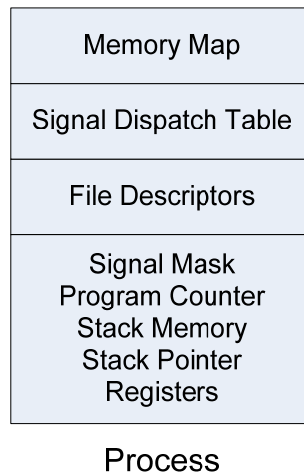 Memory Map
Signal Dispatch Table
File Descriptors
Signal Mask
Program Counter
Stack Memory
Stack Pointer
Registers
Process